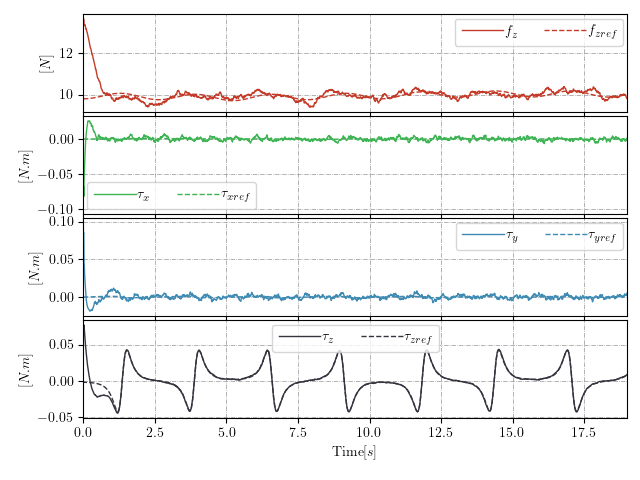 12
10
[N]
f_z f_zref
0.00
−0.05
−0.10
[N.m]
τ_x τ_xref
0.10
0.05
0.00
[N.m]
τ_y τ_yref
0.05
0.00
−0.05
[N.m]
τ_z τ_zref
0.0 2.5 5.0 7.5 10.0 12.5 15.0 17.5
Time[s]